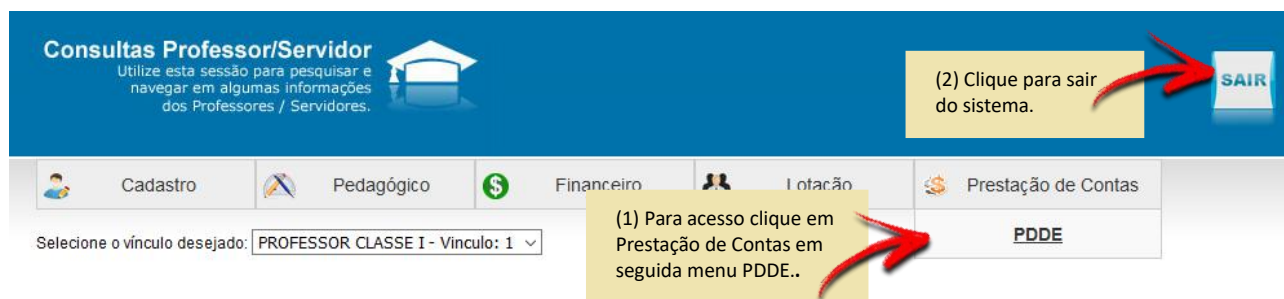 Consultas Professor/Servidor
Utilize esta sessão para pesquisar e
navegar em algumas informações
dos Professores / Servidores.
(2) Clique para sair
do sistema.
SAIR
Cadastro
Pedagógico
Financeiro
Lotação
Prestação de Contas
Selecione o vínculo desejado: PROFESSOR CLASSE I - Vinculo: 1
(1) Para acesso clique em
Prestação de Contas em
seguida menu PDDE..
PDDE